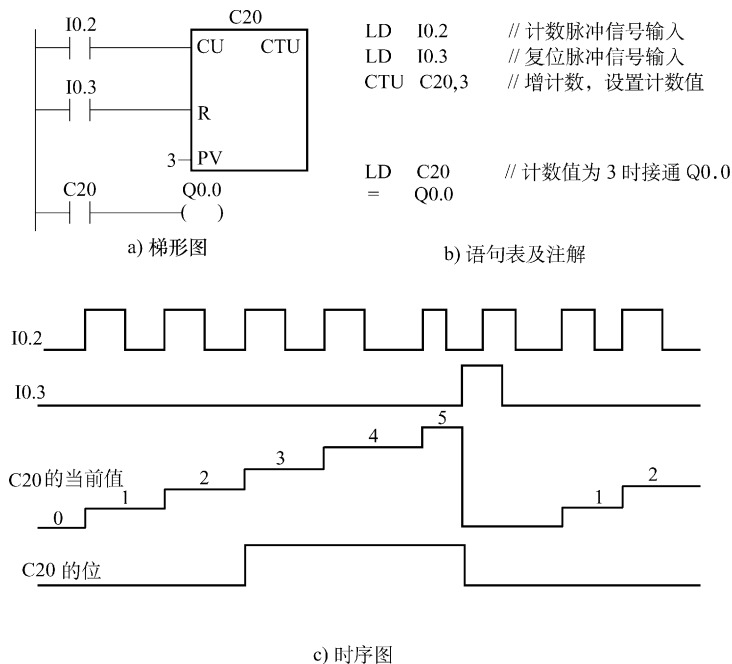 C20
I0.2
CU CTU
I0.3
R
3 PV
C20 Q0.0
( )
a) 梯形图
LD I0.2 // 计数脉冲信号输入
LD I0.3 // 复位脉冲信号输入
CTU C20,3 // 增计数，设置计数值
LD C20 // 计数值为 3 时接通 Q0.0
= Q0.0
b) 语句表及注解
I0.2
I0.3
C20的当前值
0 1 2 3 4 5 1 2
C20 的位
c) 时序图